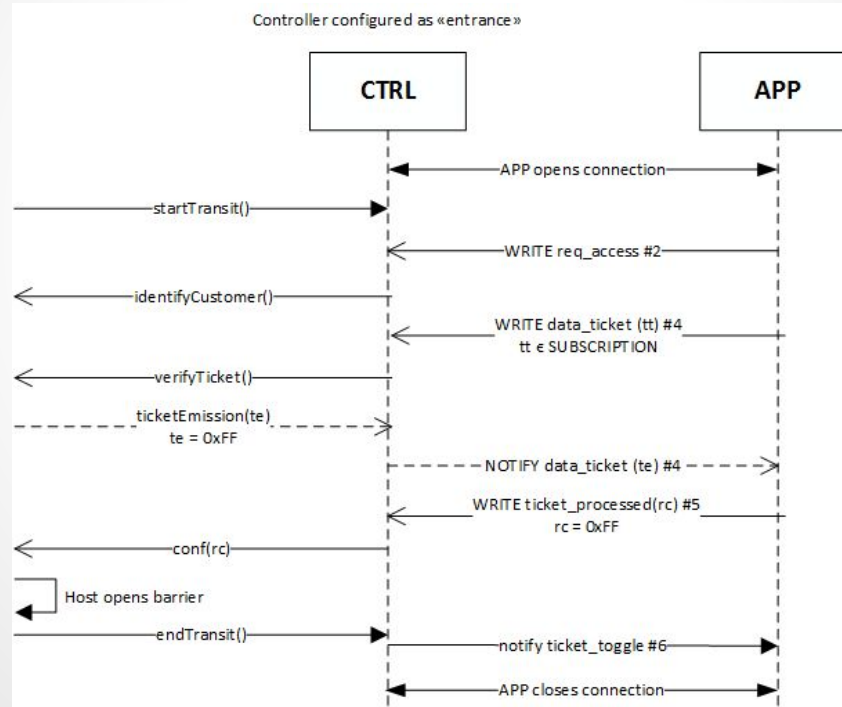 Controller configured as «entrance»
CTRL
APP
APP opens connection
startTransit()
WRITE req_access #2
identifyCustomer()
WRITE data_ticket (tt) #4
tt ϵ SUBSCRIPTION
verifyTicket()
ticketEmission(te)
te = 0xFF
NOTIFY data_ticket (te) #4
WRITE ticket_processed(rc) #5
rc = 0xFF
conf(rc)
Host opens barrier
endTransit()
notify ticket_toggle #6
APP closes connection